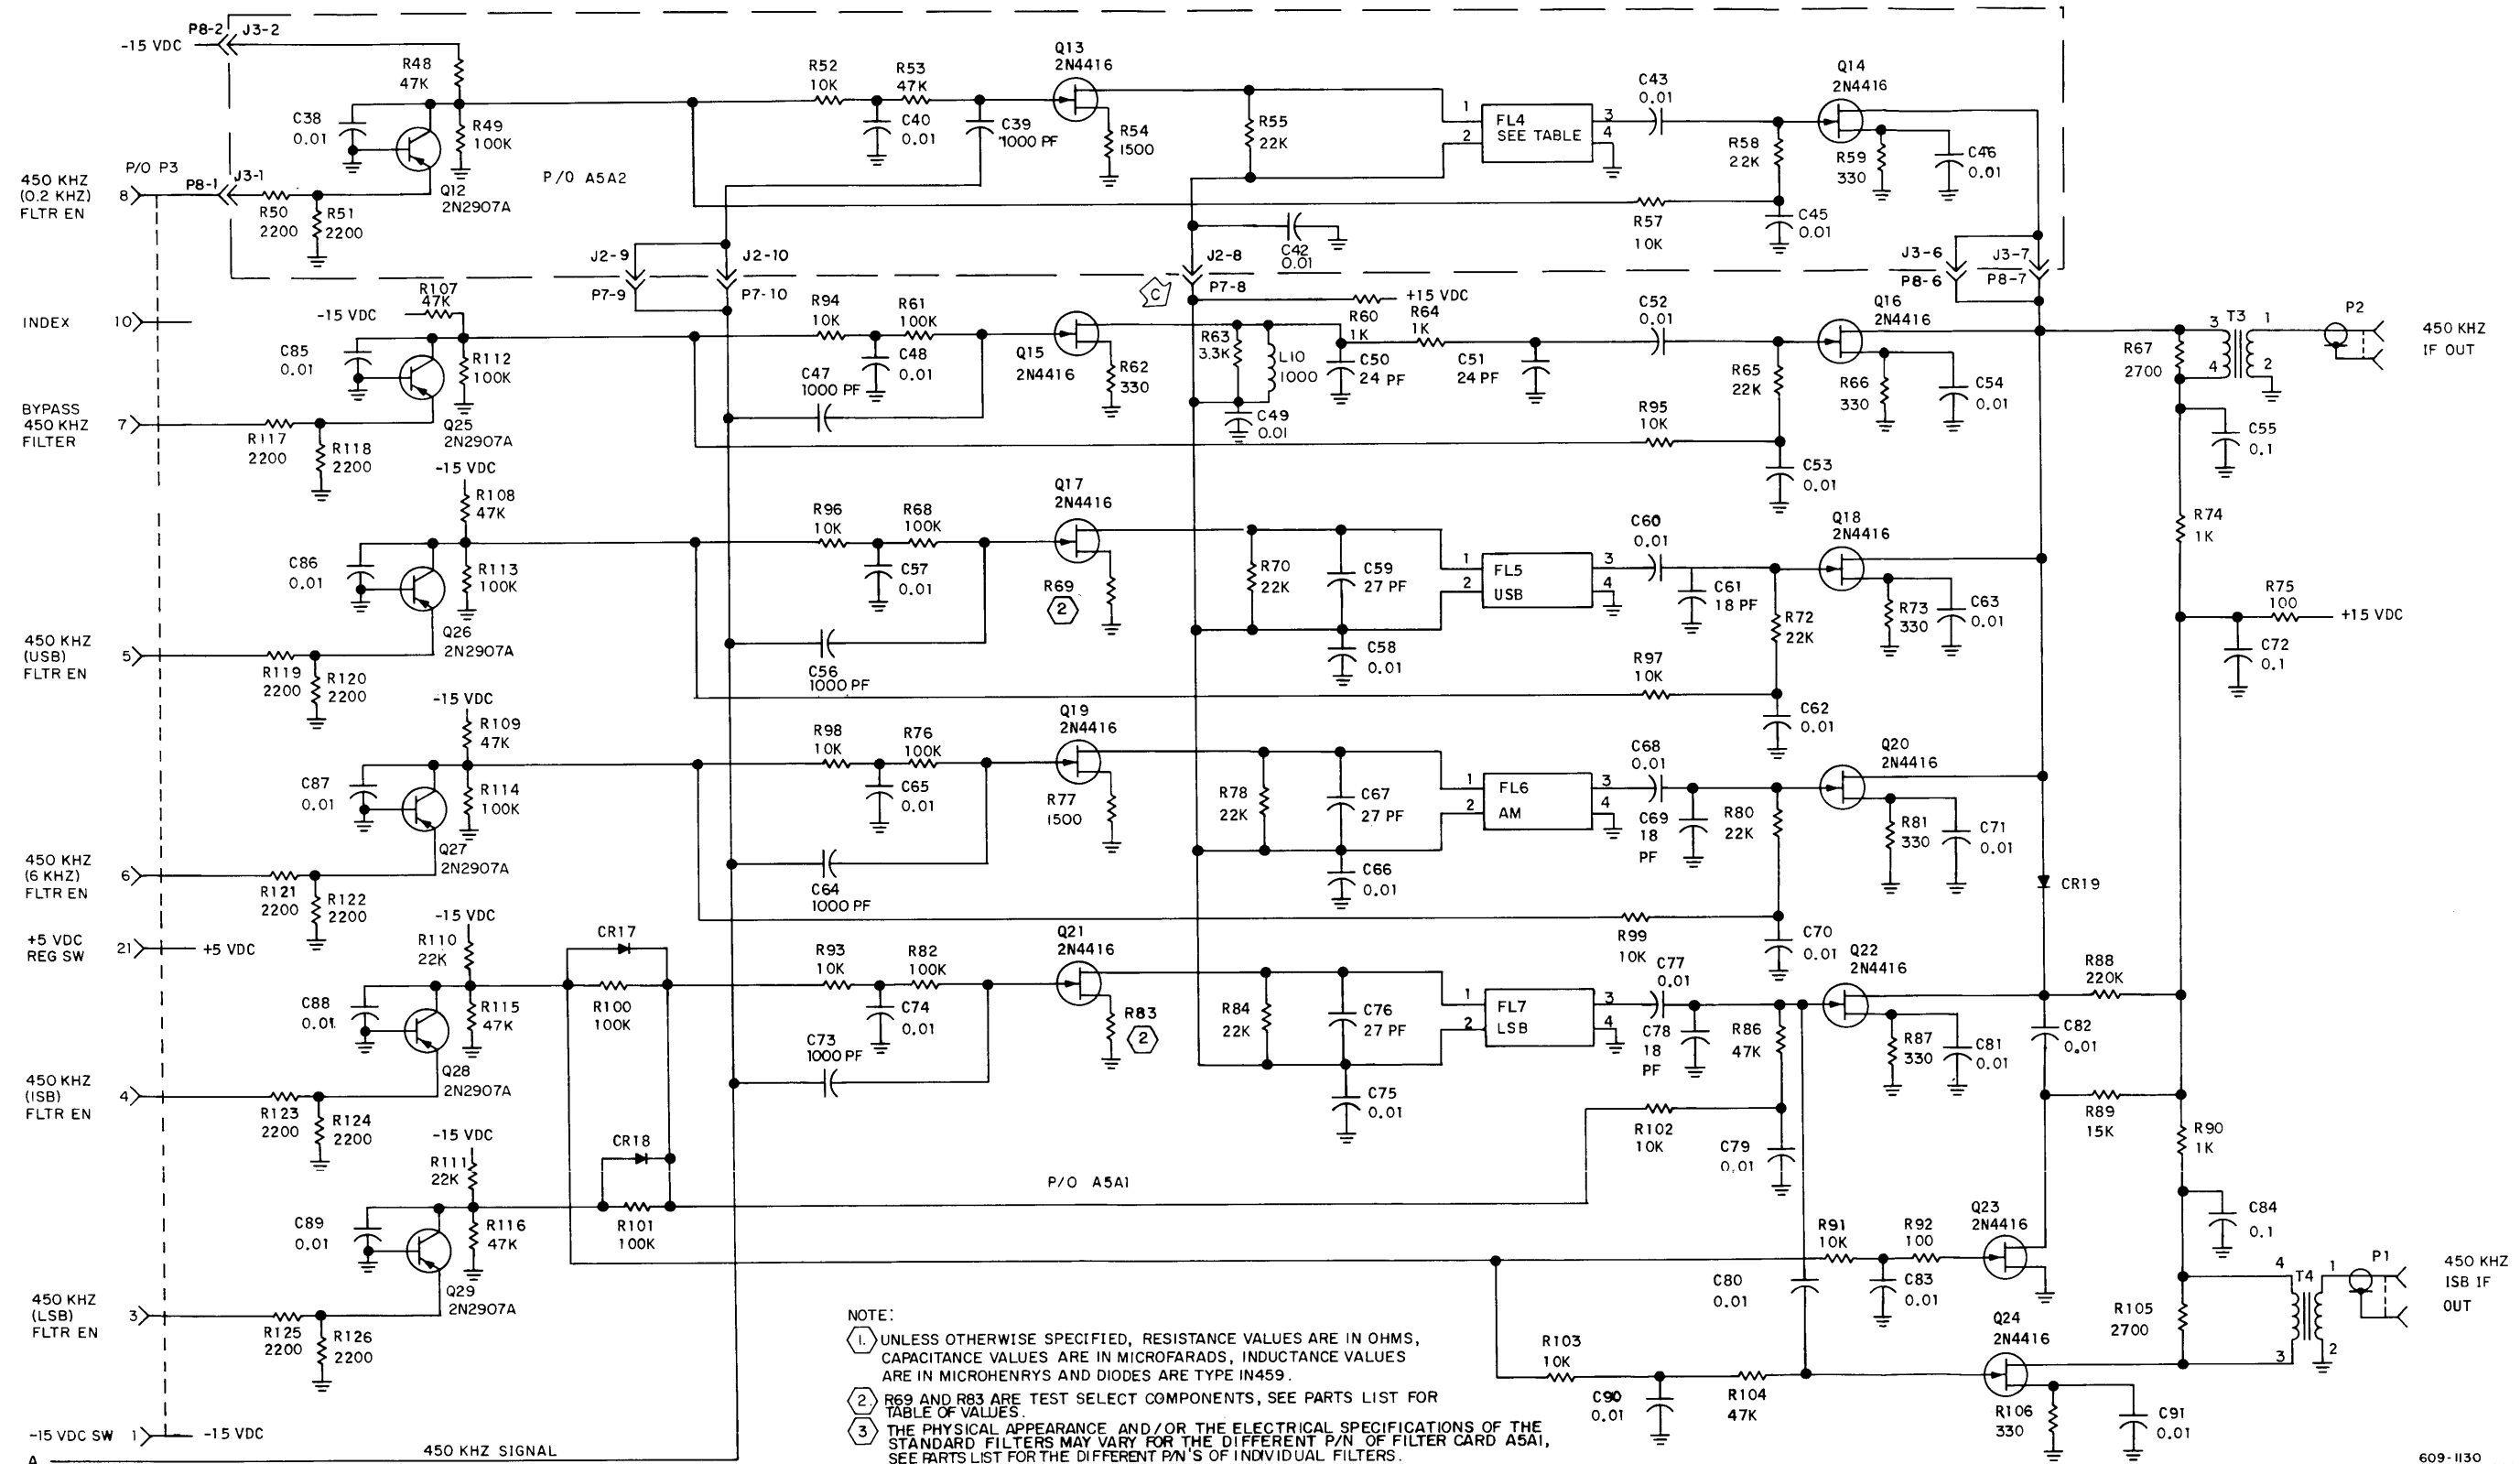 P8-2 J3-2
-15 VDC
R48
47K
C38
0.01
R49
100K
P/O P3
P8-1 J3-1
450 KHZ
(0.2 KHZ)
FLTR EN
8
R50
2200
R51
2200
Q12
2N2907A
P/O A5A2
R52
10K
R53
47K
C40
0.01
C39
1000 PF
Q13
2N4416
R54
1500
R55
22K
1
2
FL4
SEE TABLE
3
4
C43
0.01
R58
22K
Q14
2N4416
R59
330
C46
0.01
R57
10K
C45
0.01
C42
0.01
J2-9
J2-10
P7-9
P7-10
J2-8
P7-8
C
J3-6
J3-7
P8-6
P8-7
INDEX
10
-15 VDC
R107
47K
C85
0.01
R112
100K
BYPASS
450 KHZ
FILTER
7
R117
2200
R118
2200
Q25
2N2907A
R94
10K
R61
100K
C48
0.01
C47
1000 PF
Q15
2N4416
R62
330
R63
3.3K
L10
1000
C49
0.01
R60
1K
+15 VDC
R64
1K
C50
24 PF
C51
24 PF
C52
0.01
R65
22K
Q16
2N4416
R66
330
C54
0.01
R95
10K
C53
0.01
R67
2700
3
4
T3
1
2
P2
450 KHZ
IF OUT
C55
0.1
R74
1K
R75
100
+15 VDC
C72
0.1
-15 VDC
R108
47K
C86
0.01
R113
100K
450 KHZ
(USB)
FLTR EN
5
R119
2200
R120
2200
Q26
2N2907A
R96
10K
R68
100K
C57
0.01
C56
1000 PF
Q17
2N4416
R69
2
R70
22K
C59
27 PF
C58
0.01
1
2
FL5
USB
3
4
C60
0.01
C61
18 PF
R72
22K
Q18
2N4416
R73
330
C63
0.01
R97
10K
C62
0.01
-15 VDC
R109
47K
C87
0.01
R114
100K
450 KHZ
(6 KHZ)
FLTR EN
6
R121
2200
R122
2200
Q27
2N2907A
R98
10K
R76
100K
C65
0.01
C64
1000 PF
Q19
2N4416
R77
1500
R78
22K
C67
27 PF
C66
0.01
1
2
FL6
AM
3
4
C68
0.01
C69
18
PF
R80
22K
Q20
2N4416
R81
330
C71
0.01
CR19
R99
10K
C70
0.01
+5 VDC
REG SW
21
+5 VDC
-15 VDC
R110
22K
C88
0.01
R115
47K
450 KHZ
(ISB)
FLTR EN
4
R123
2200
R124
2200
Q28
2N2907A
CR17
R100
100K
R93
10K
R82
100K
C74
0.01
C73
1000 PF
Q21
2N4416
R83
2
R84
22K
C76
27 PF
C75
0.01
1
2
FL7
LSB
3
4
C77
0.01
C78
18
PF
R86
47K
Q22
2N4416
R87
330
C81
0.01
R88
220K
C82
0.01
R89
15K
R102
10K
C79
0.01
R90
1K
-15 VDC
R111
22K
C89
0.01
R116
47K
450 KHZ
(LSB)
FLTR EN
3
R125
2200
R126
2200
Q29
2N2907A
CR18
R101
100K
P/O A5A1
C80
0.01
R91
10K
R92
100
C83
0.01
Q23
2N4416
C84
0.1
4
3
T4
1
2
P1
450 KHZ
ISB IF
OUT
R105
2700
R103
10K
C90
0.01
R104
47K
Q24
2N4416
R106
330
C91
0.01
-15 VDC SW 1
-15 VDC
A
450 KHZ SIGNAL
NOTE:
1. UNLESS OTHERWISE SPECIFIED, RESISTANCE VALUES ARE IN OHMS,
CAPACITANCE VALUES ARE IN MICROFARADS, INDUCTANCE VALUES
ARE IN MICROHENRYS AND DIODES ARE TYPE IN459.
2. R69 AND R83 ARE TEST SELECT COMPONENTS, SEE PARTS LIST FOR
TABLE OF VALUES.
3 THE PHYSICAL APPEARANCE AND/OR THE ELECTRICAL SPECIFICATIONS OF THE
STANDARD FILTERS MAY VARY FOR THE DIFFERENT P/N OF FILTER CARD A5A1,
SEE PARTS LIST FOR THE DIFFERENT P/N'S OF INDIVIDUAL FILTERS.
609-1130